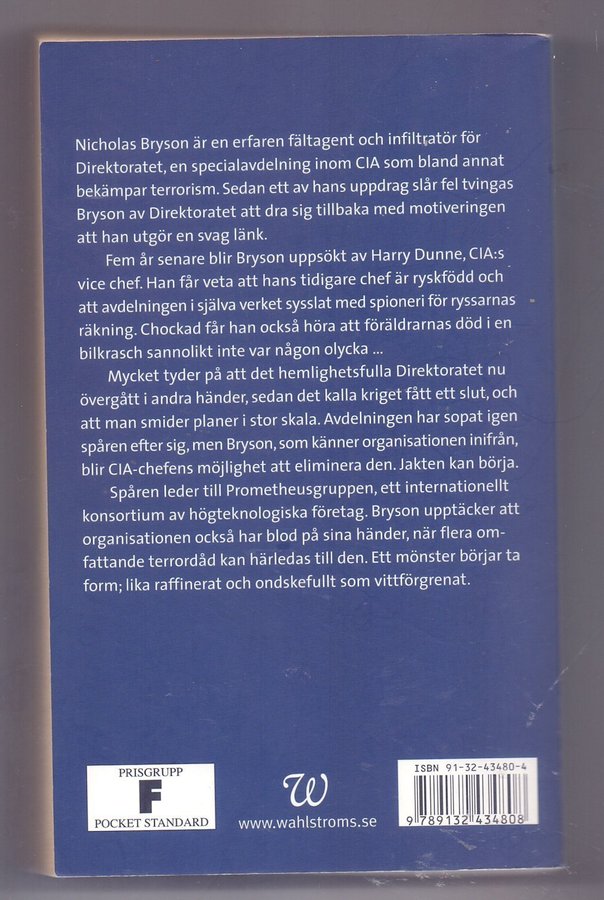 Nicholas Bryson är en erfaren fältagent och infiltratör för
Direktoratet, en specialavdelning inom CIA som bland annat
bekämpar terrorism. Sedan ett av hans uppdrag slår fel tvingas
Bryson av Direktoratet att dra sig tillbaka med motiveringen
att han utgör en svag länk.
Fem år senare blir Bryson uppsökt av Harry Dunne, CIA:s
vice chef. Han får veta att hans tidigare chef är ryskfödd och
att avdelningen i själva verket sysslat med spioneri för ryssarnas
räkning. Chockad får han också höra att föräldrarnas död i en
bilkrasch sannolikt inte var någon olycka ...
Mycket tyder på att det hemlighetsfulla Direktoratet nu
övergått i andra händer, sedan det kalla kriget fått ett slut, och
att man smider planer i stor skala. Avdelningen har sopat igen
spåren efter sig, men Bryson, som känner organisationen inifrån,
blir CIA-chefens möjlighet att eliminera den. Jakten kan börja.
Spåren leder till Prometheusgruppen, ett internationellt
konsortium av högteknologiska företag. Bryson upptäcker att
organisationen också har blod på sina händer, när flera om-
fattande terrordåd kan härledas till den. Ett mönster börjar ta
form; lika raffinerat och ondskefullt som vittförgrenat.
PRISGRUPP
F
POCKET STANDARD
W
www.wahlstroms.se
ISBN 91-32-43480-4
9 789132 434808